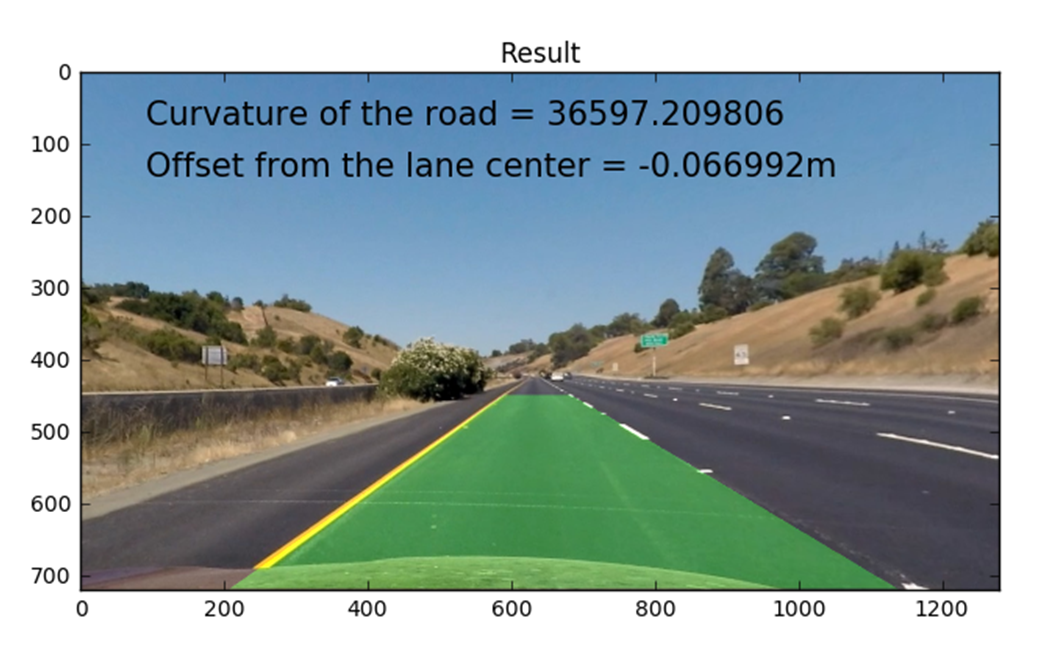 Result
Curvature of the road = 36597.209806
Offset from the lane center = -0.066992m
0
100
200
300
400
500
600
700
0 200 400 600 800 1000 1200